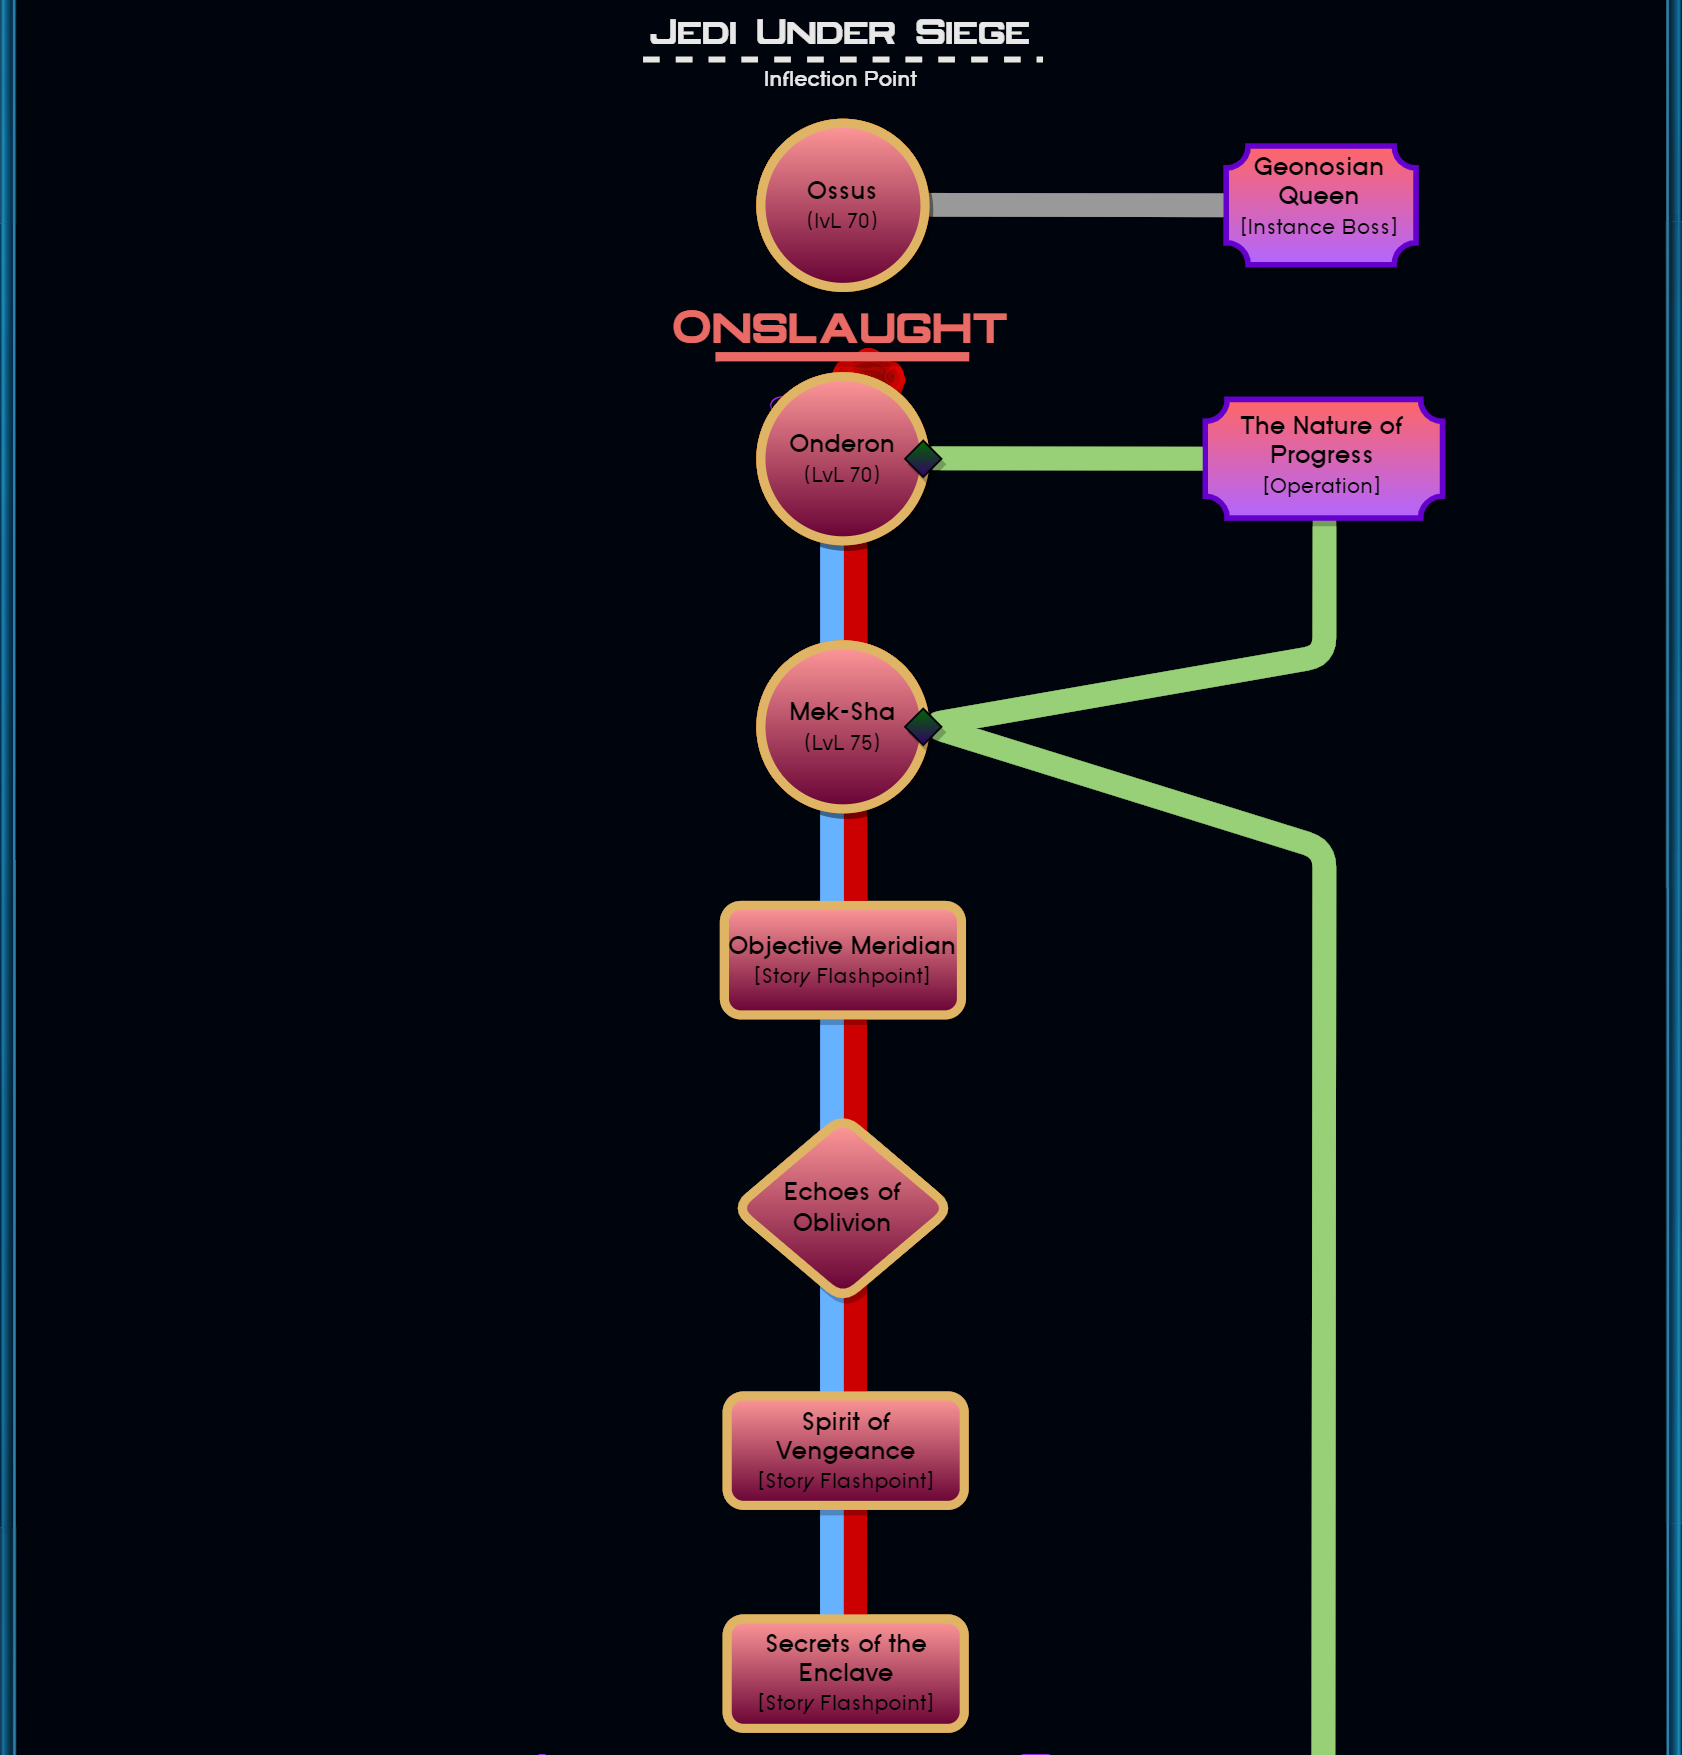 Jedi Under Siege
Inflection Point
Ossus
(lvL 70)
Geonosian
Queen
[Instance Boss]
Onslaught
Onderon
(LvL 70)
The Nature of
Progress
[Operation]
Mek-Sha
(LvL 75)
Objective Meridian
[Story Flashpoint]
Echoes of
Oblivion
Spirit of
Vengeance
[Story Flashpoint]
Secrets of the
Enclave
[Story Flashpoint]